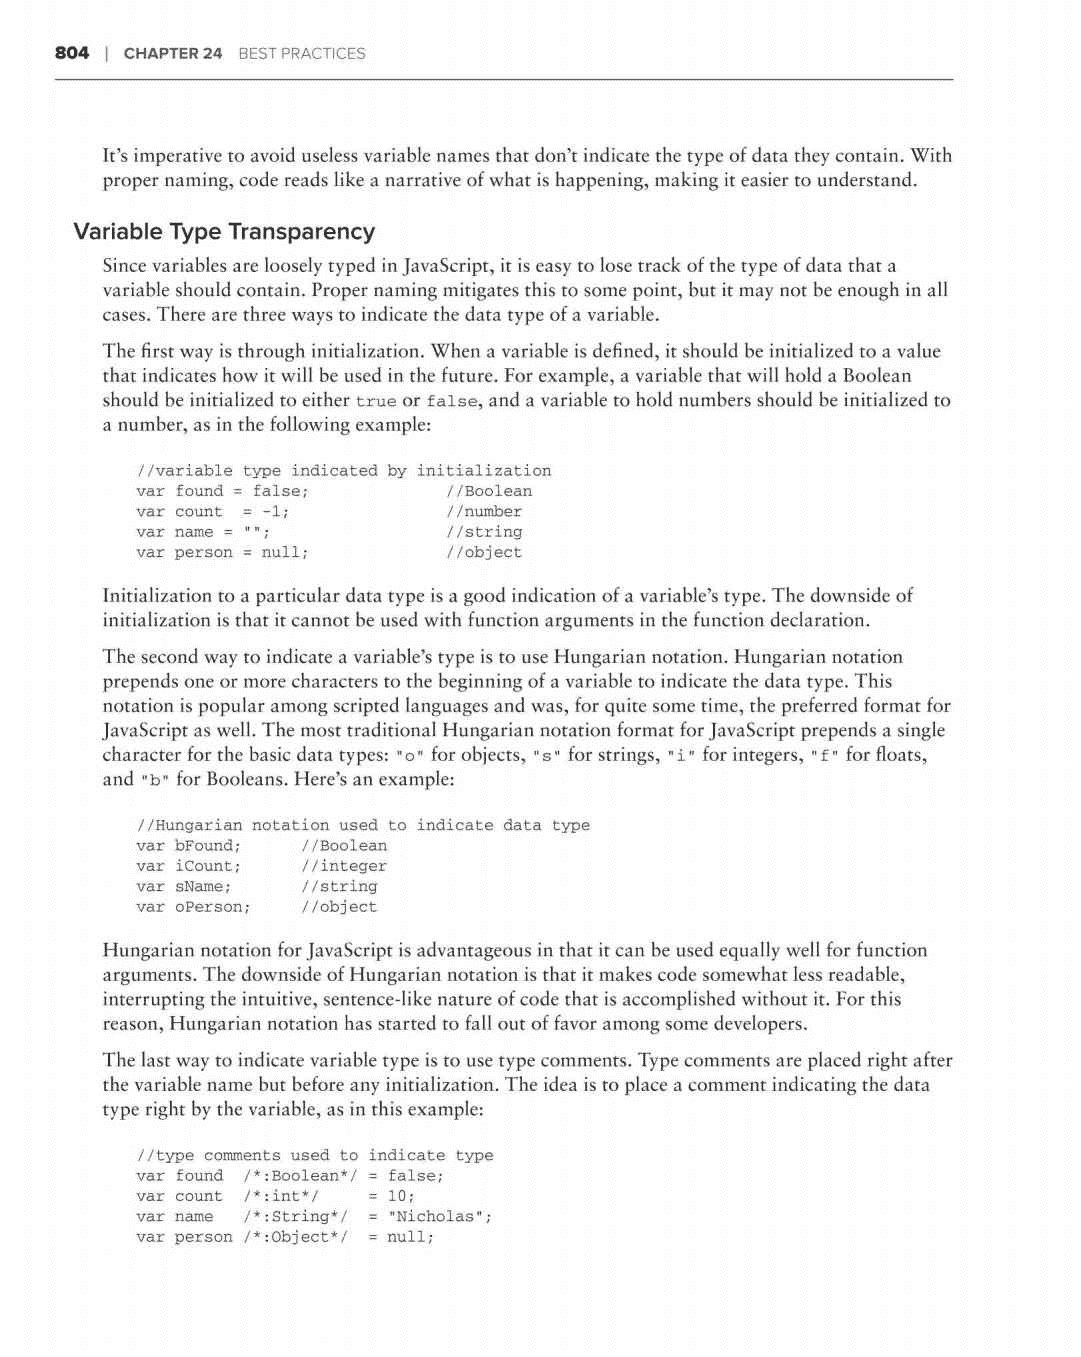 804 | CHAPTER 24 BEST PRACTICES
It’s imperative to avoid useless variable names that don’t indicate the type of data they contain. With
proper naming, code reads like a narrative of what is happening, making it easier to understand.
Variable Type Transparency
Since variables are loosely typed in JavaScript, it is easy to lose track of the type of data that a
variable should contain. Proper naming mitigates this to some point, but it may not be enough in all
cases. There are three ways to indicate the data type of a variable.
The first way is through initialization. When a variable is defined, it should be initialized to a value
that indicates how it will be used in the future. For example, a variable that will hold a Boolean
should be initialized to either true or false, and a variable to hold numbers should be initialized to
a number, as in the following example:
//variable type indicated by initialization
var found = false;              //Boolean
var count  = -1;                //number
var name = "";                  //string
var person = null;              //object
Initialization to a particular data type is a good indication of a variable’s type. The downside of
initialization is that it cannot be used with function arguments in the function declaration.
The second way to indicate a variable’s type is to use Hungarian notation. Hungarian notation
prepends one or more characters to the beginning of a variable to indicate the data type. This
notation is popular among scripted languages and was, for quite some time, the preferred format for
JavaScript as well. The most traditional Hungarian notation format for JavaScript prepends a single
character for the basic data types: "o" for objects, "s" for strings, "i" for integers, "f" for floats,
and "b" for Booleans. Here’s an example:
//Hungarian notation used to indicate data type
var bFound;      //Boolean
var iCount;      //integer
var sName;       //string
var oPerson;     //object
Hungarian notation for JavaScript is advantageous in that it can be used equally well for function
arguments. The downside of Hungarian notation is that it makes code somewhat less readable,
interrupting the intuitive, sentence-like nature of code that is accomplished without it. For this
reason, Hungarian notation has started to fall out of favor among some developers.
The last way to indicate variable type is to use type comments. Type comments are placed right after
the variable name but before any initialization. The idea is to place a comment indicating the data
type right by the variable, as in this example:
//type comments used to indicate type
var found  /*:Boolean*/ = false;
var count  /*:int*/     = 10;
var name   /*:String*/  = "Nicholas";
var person /*:Object*/  = null;